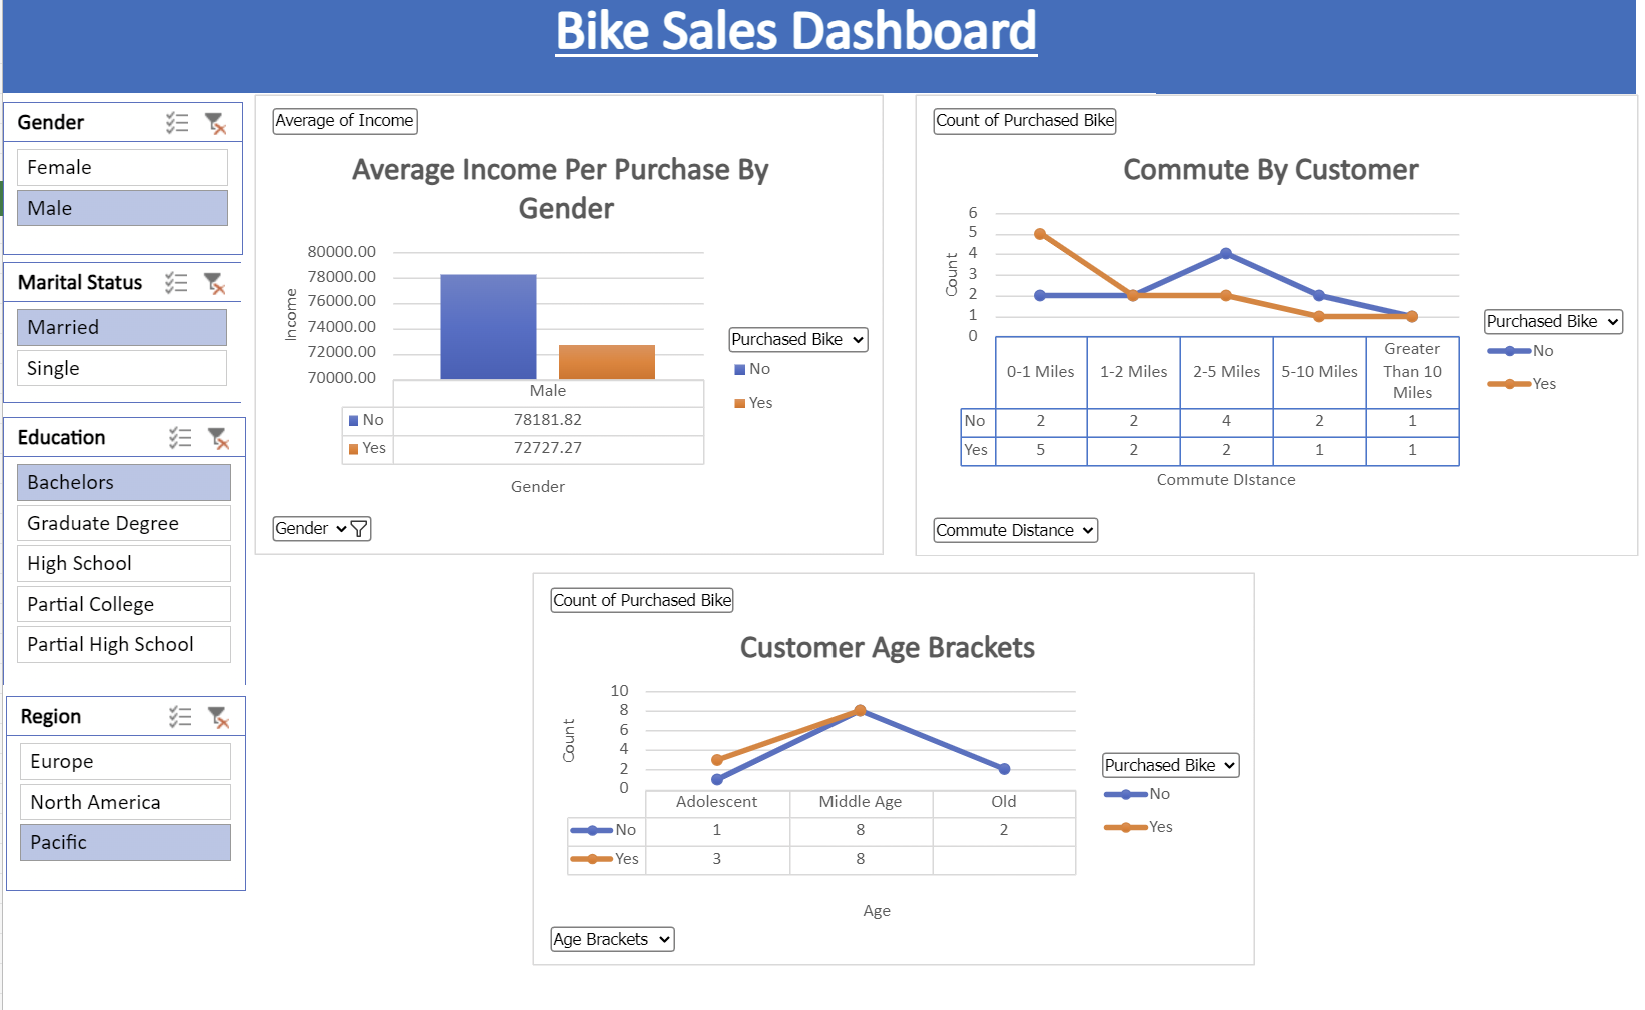 Bike Sales Dashboard
Gender
Female
Male
Marital Status
Married
Single
Education
Bachelors
Graduate Degree
High School
Partial College
Partial High School
Region
Europe
North America
Pacific
Average of Income
Average Income Per Purchase By
Gender
80000.00
78000.00
76000.00
74000.00
72000.00
70000.00
Income
Male
No 78181.82
Yes 72727.27
Gender
Purchased Bike
No
Yes
Gender
Count of Purchased Bike
Commute By Customer
6
5
4
3
2
1
0
Count
0-1 Miles 1-2 Miles 2-5 Miles 5-10 Miles Greater Than 10 Miles
No 2 2 4 2 1
Yes 5 2 2 1 1
Commute DIstance
Purchased Bike
No
Yes
Commute Distance
Count of Purchased Bike
Customer Age Brackets
10
8
6
4
2
0
Count
Adolescent Middle Age Old
No 1 8 2
Yes 3 8
Age
Purchased Bike
No
Yes
Age Brackets